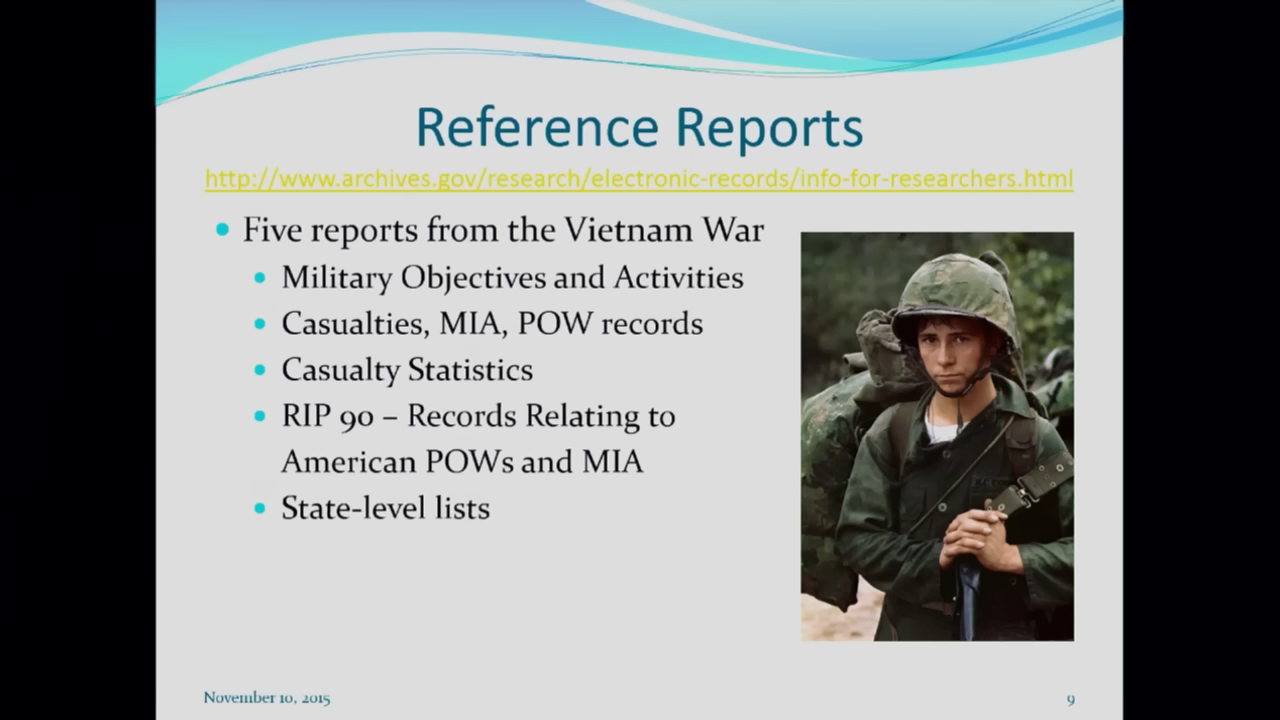 Reference Reports
http://www.archives.gov/research/electronic-records/info-for-researchers.html
Five reports from the Vietnam War
Military Objectives and Activities
Casualties, MIA, POW records
Casualty Statistics
RIP 90 – Records Relating to
American POWs and MIA
State-level lists
November 10, 2015
9